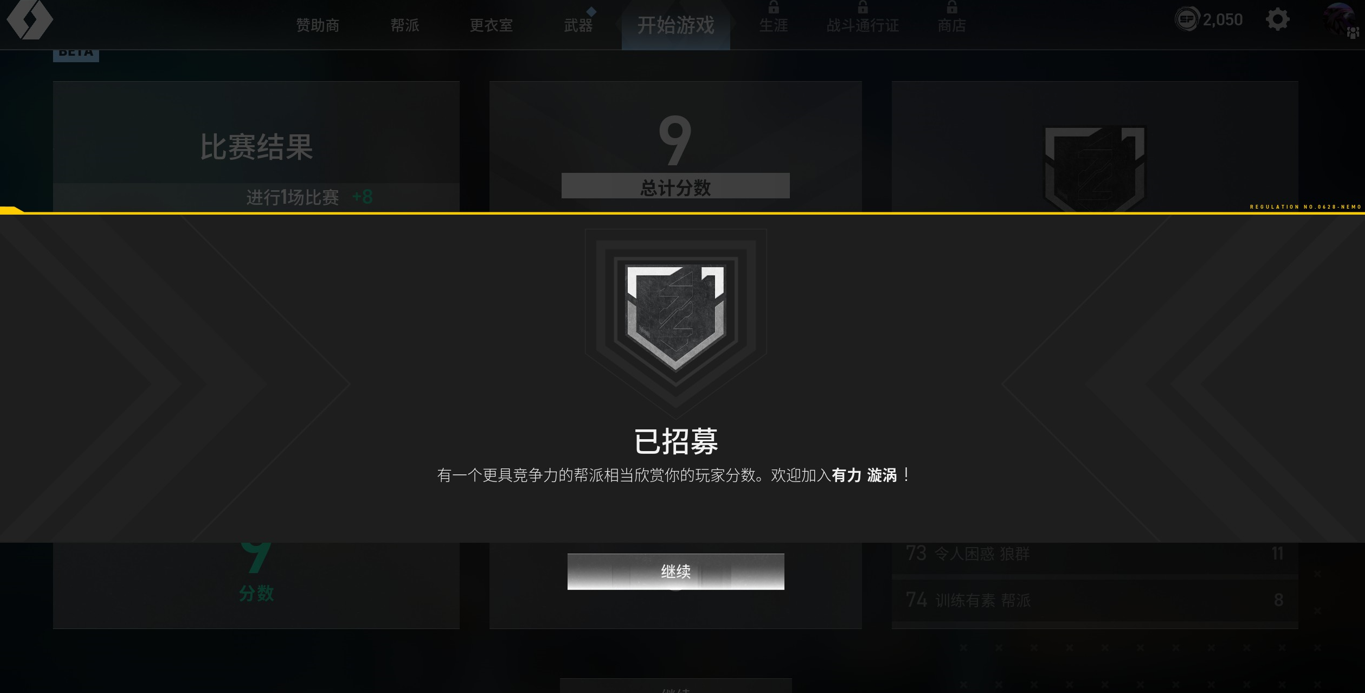 赞助商 帮派 更衣室 武器 开始游戏 生涯 战斗通行证 商店 EP 2,050
BETA
比赛结果
进行1场比赛 +8
9
总计分数
REGULATION NO.0628-NEMO
已招募
有一个更具竞争力的帮派相当欣赏你的玩家分数。欢迎加入有力 漩涡！
9
分数
继续
73 令人困惑 狼群 11
74 训练有素 帮派 8
继续